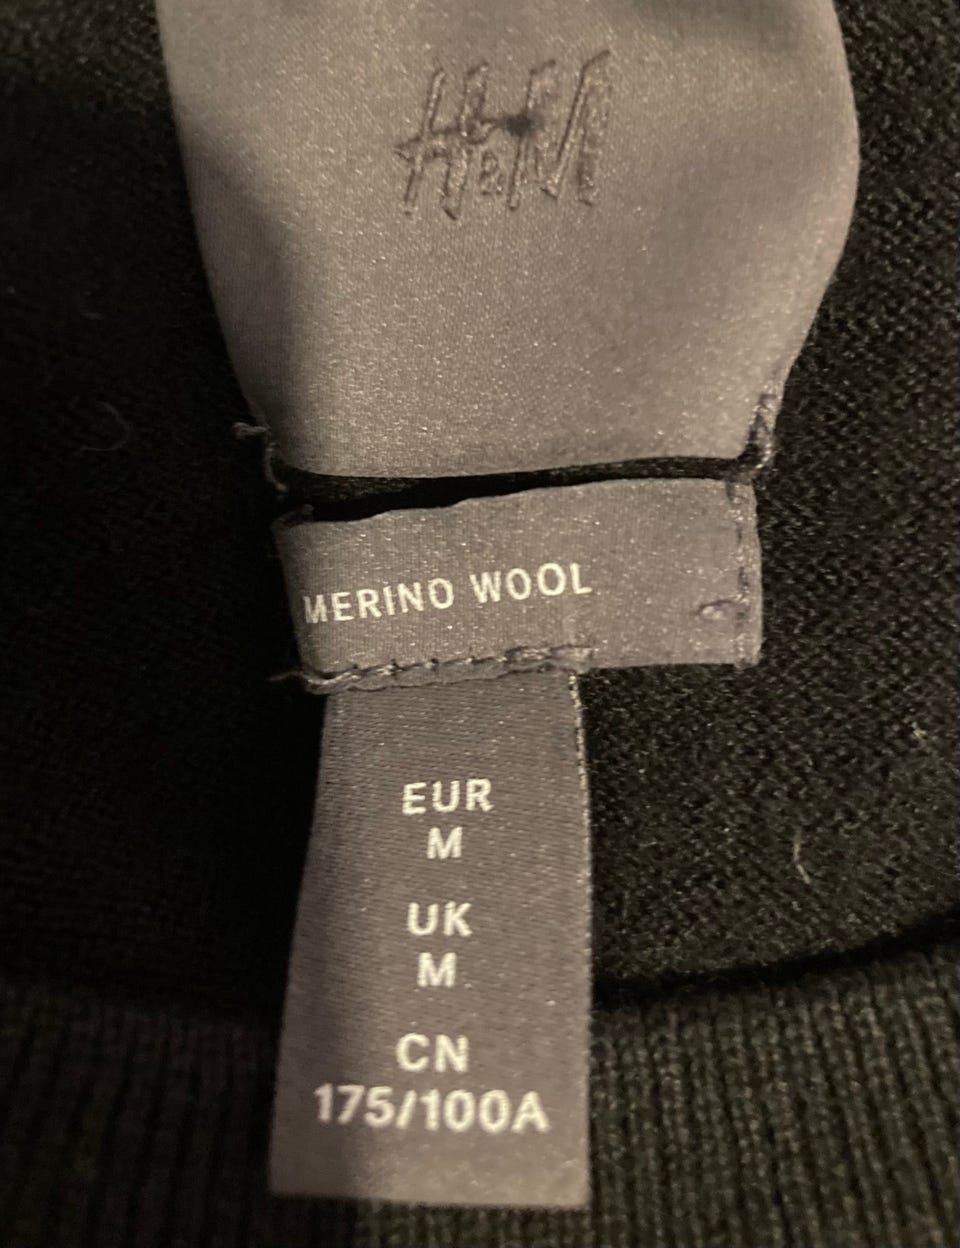 H&M
MERINO WOOL
EUR
M
UK
M
CN
175/100A